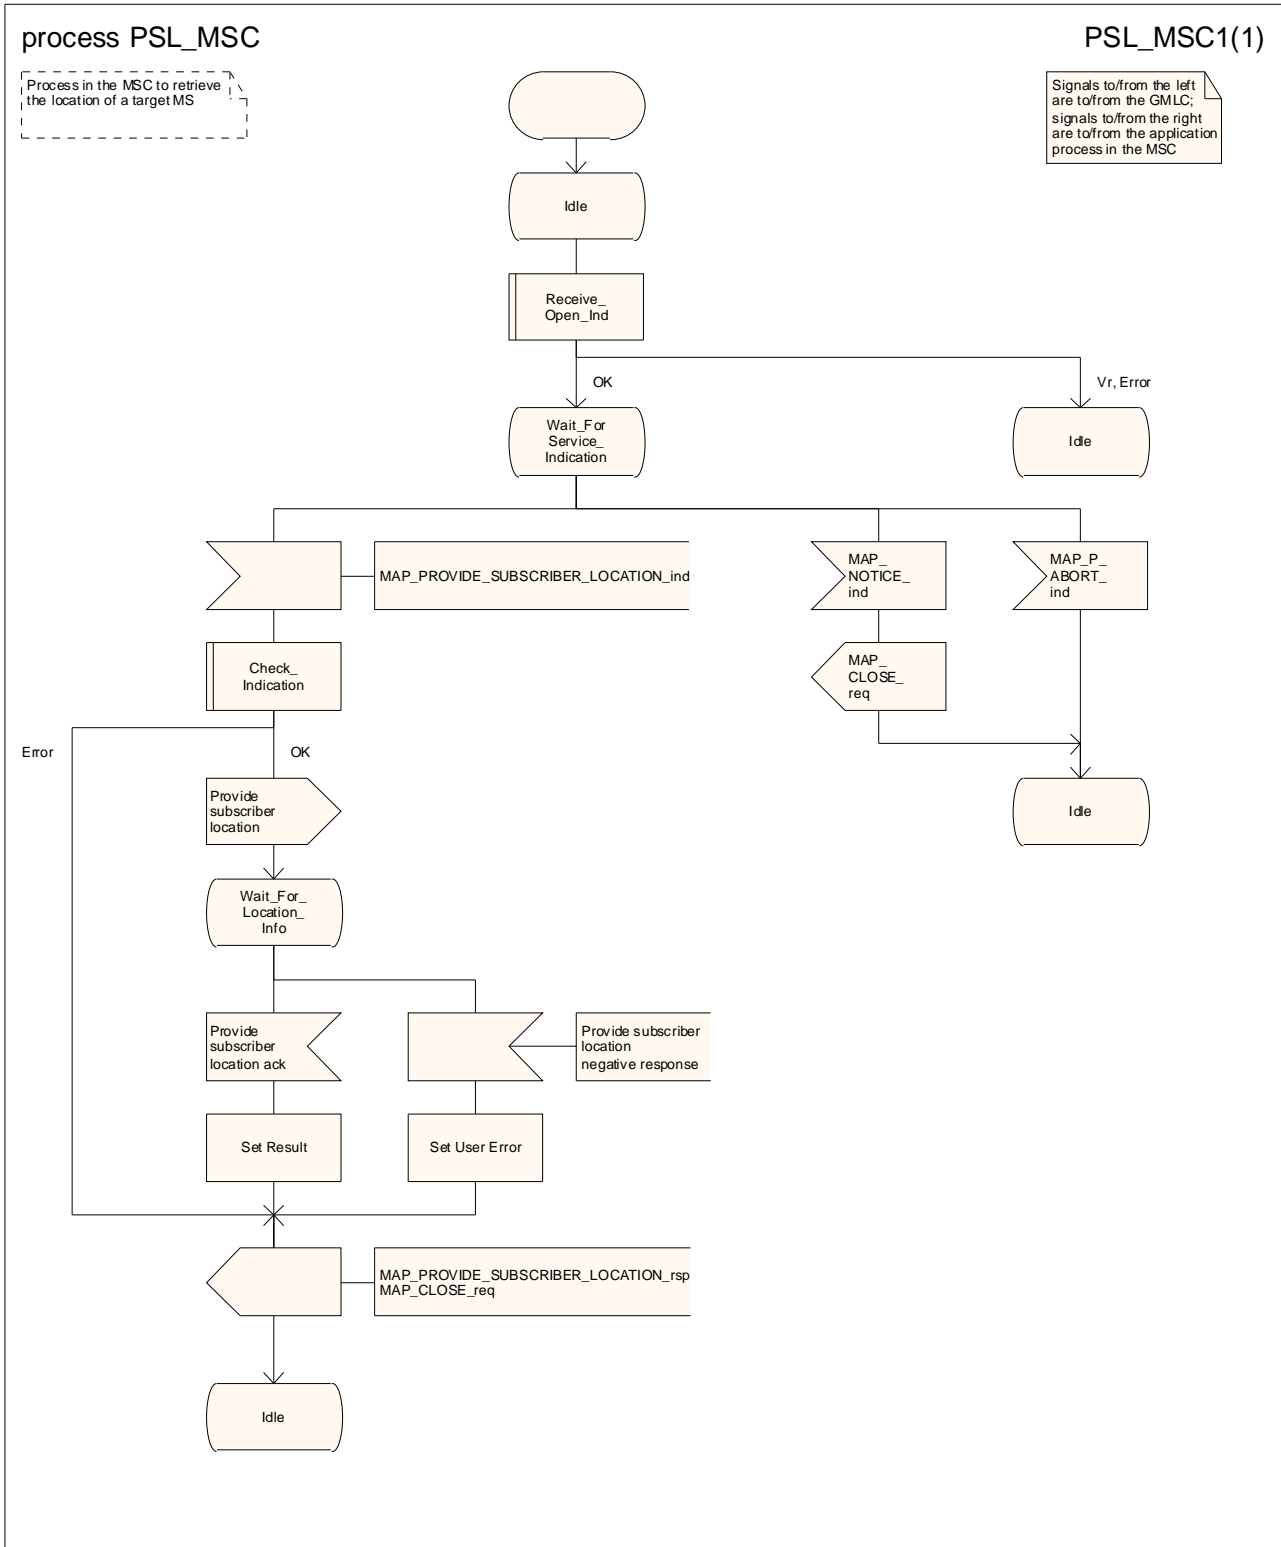 process PSL_MSC
PSL_MSC1(1)
Process in the MSC to retrieve
the location of a target MS
Signals to/from the left
are to/from the GMLC;
signals to/from the right
are to/from the application
process in the MSC
Idle
Receive_
Open_Ind
OK
Vr, Error
Wait_For
Service_
Indication
Idle
MAP_PROVIDE_SUBSCRIBER_LOCATION_ind
MAP_
NOTICE_
ind
MAP_P_
ABORT_
ind
Check_
Indication
MAP_
CLOSE_
req
Error
OK
Provide
subscriber
location
Idle
Wait_For_
Location_
Info
Provide
subscriber
location ack
Provide subscriber
location
negative response
Set Result
Set User Error
MAP_PROVIDE_SUBSCRIBER_LOCATION_rsp
MAP_CLOSE_req
Idle